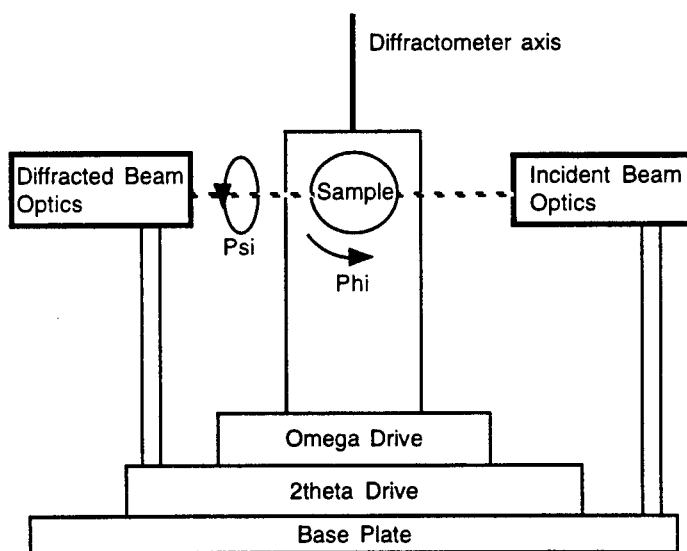 Diffractometer axis
Diffracted Beam
Optics
Incident Beam
Optics
Sample
Psi
Phi
Omega Drive
2theta Drive
Base Plate